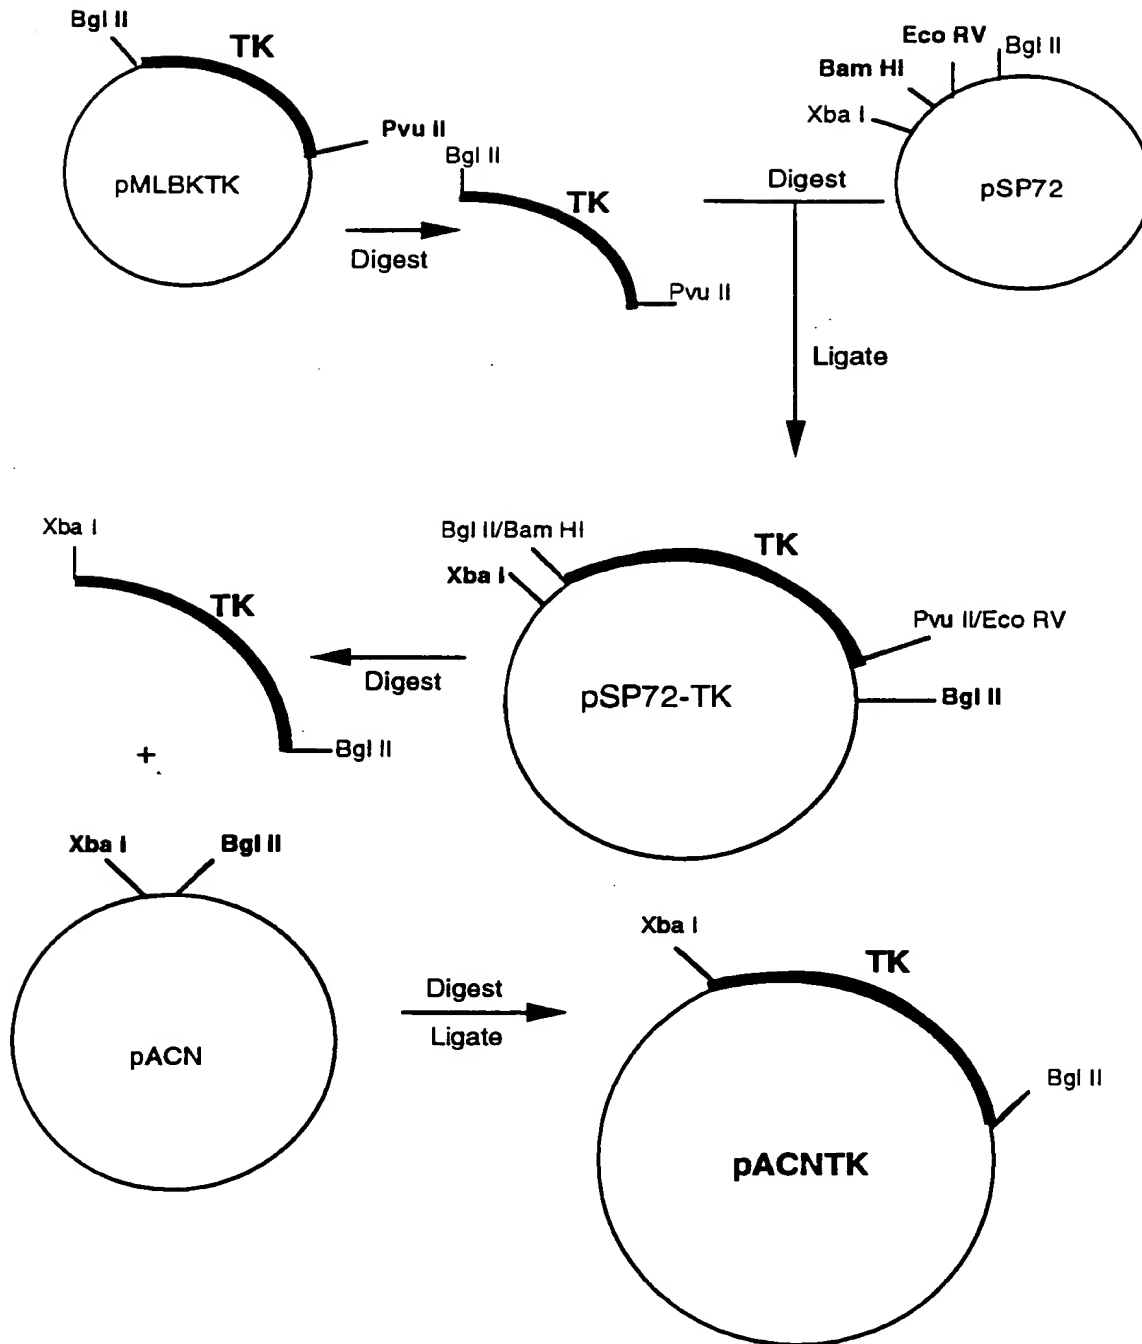 Bgl II
TK
Pvu II
pMLBKTK
Digest
Bgl II
TK
Pvu II
Digest
Eco RV
Bgl II
Bam HI
Xba I
pSP72
Ligate
Xba I
TK
Bgl II
Digest
Bgl II/Bam HI
TK
Xba I
Pvu II/Eco RV
pSP72-TK
Bgl II
+
Xba I
Bgl II
pACN
Digest
Ligate
Xba I
TK
Bgl II
pACNTK